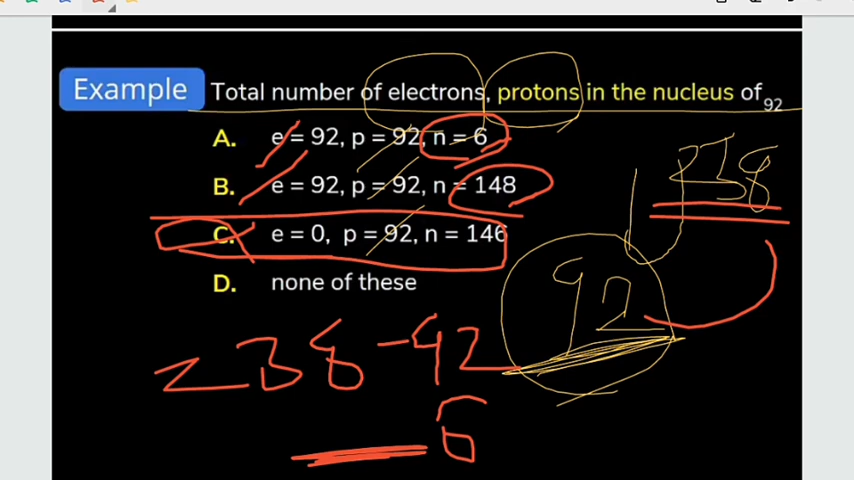 Example Total number of electrons, protons in the nucleus of 92
A. e = 92, p = 92, n = 6
B. e = 92, p = 92, n = 148
C. e = 0, p = 92, n = 146
D. none of these
U 238
92
238-92
6